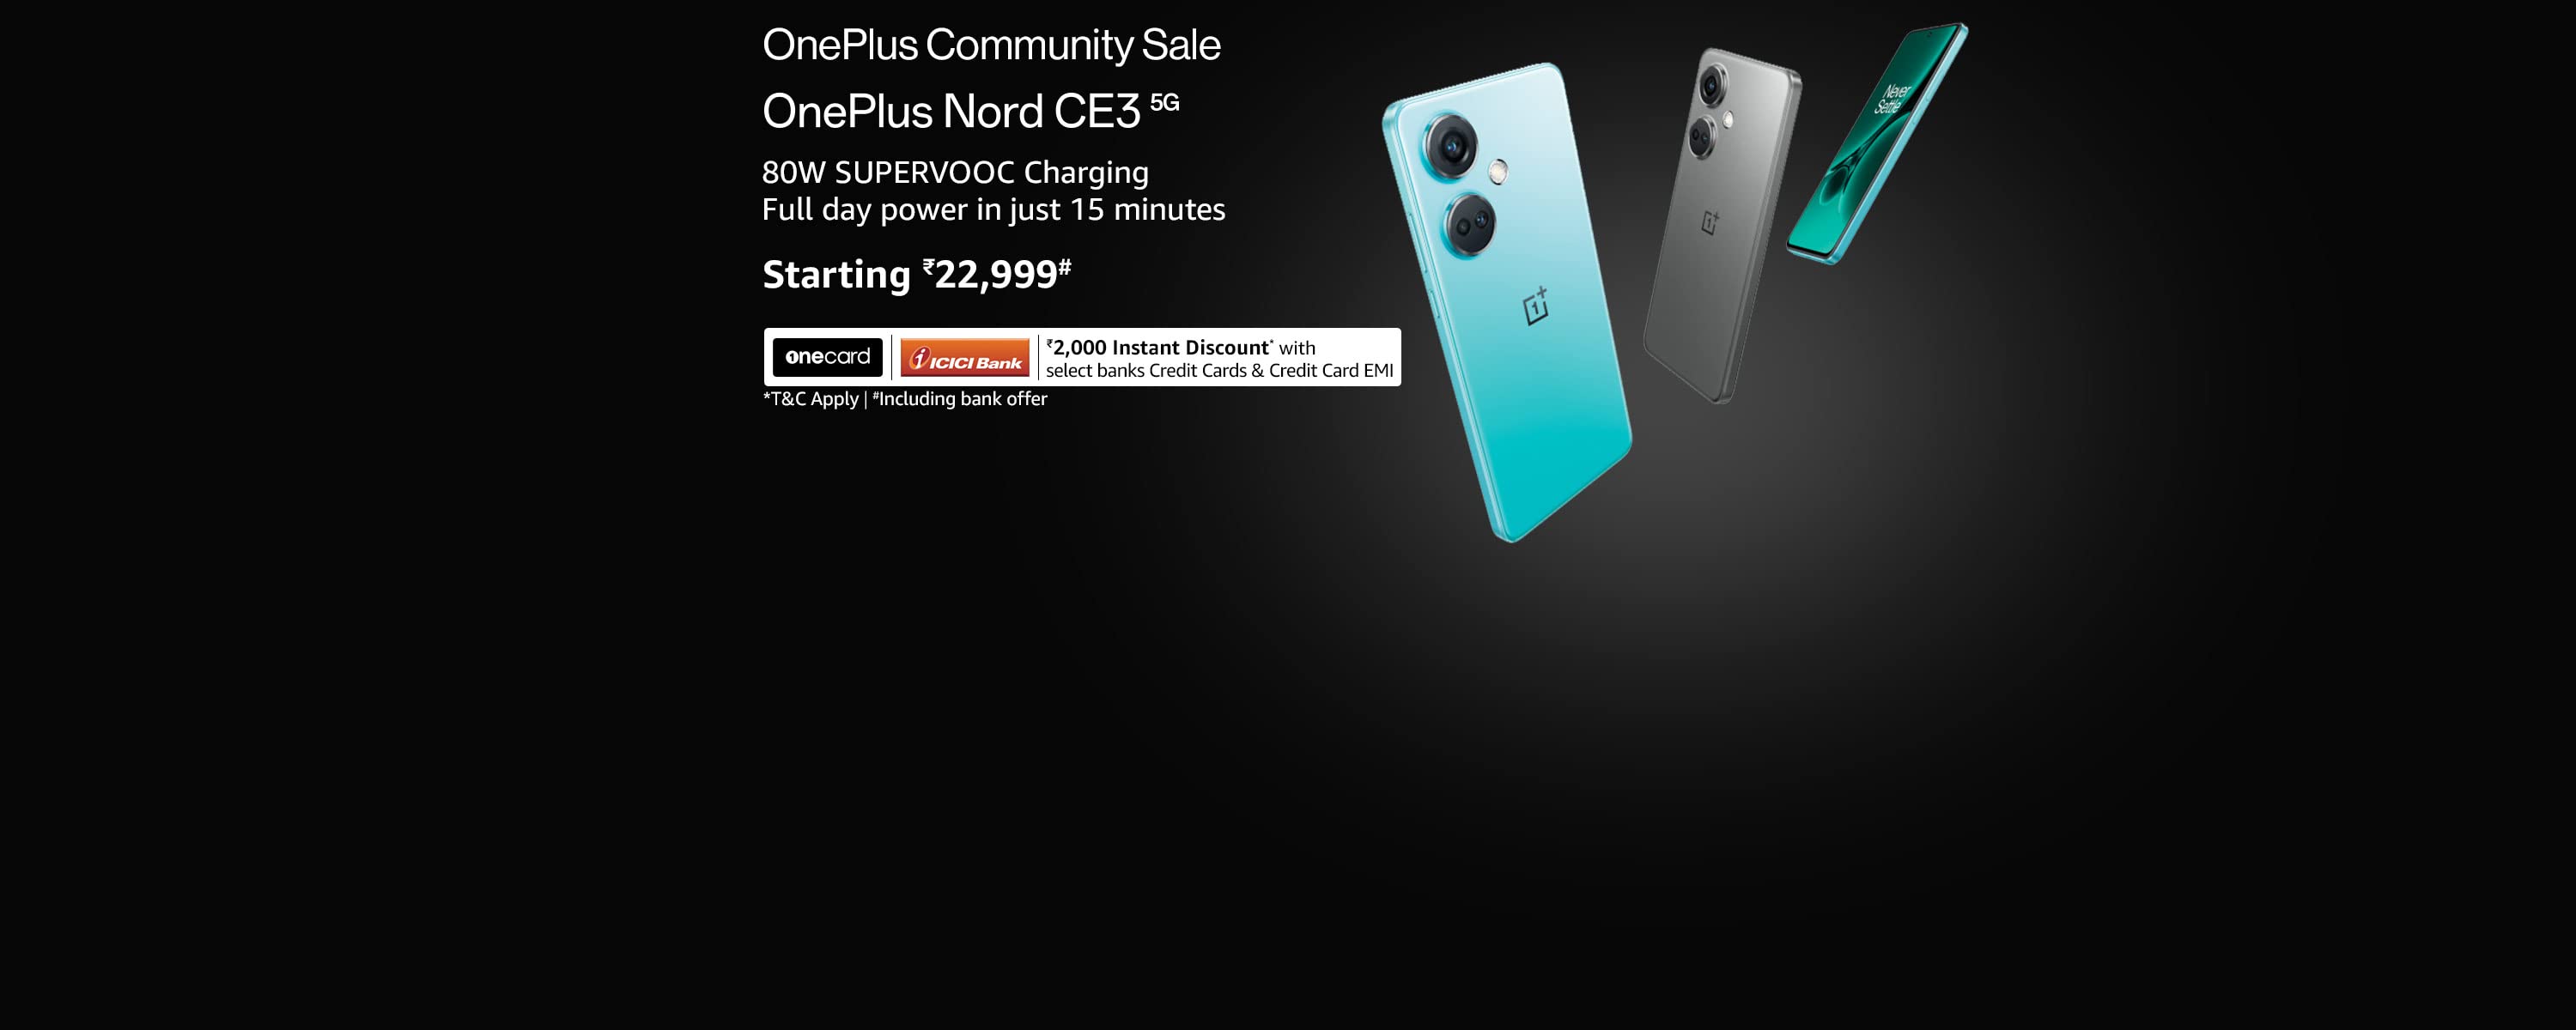 OnePlus Community Sale
OnePlus Nord CE3 5G
80W SUPERVOOC Charging
Full day power in just 15 minutes
Starting ₹22,999#
onecard
ICICI Bank
₹2,000 Instant Discount* with
select banks Credit Cards & Credit Card EMI
*T&C Apply | #Including bank offer
Never
Settle